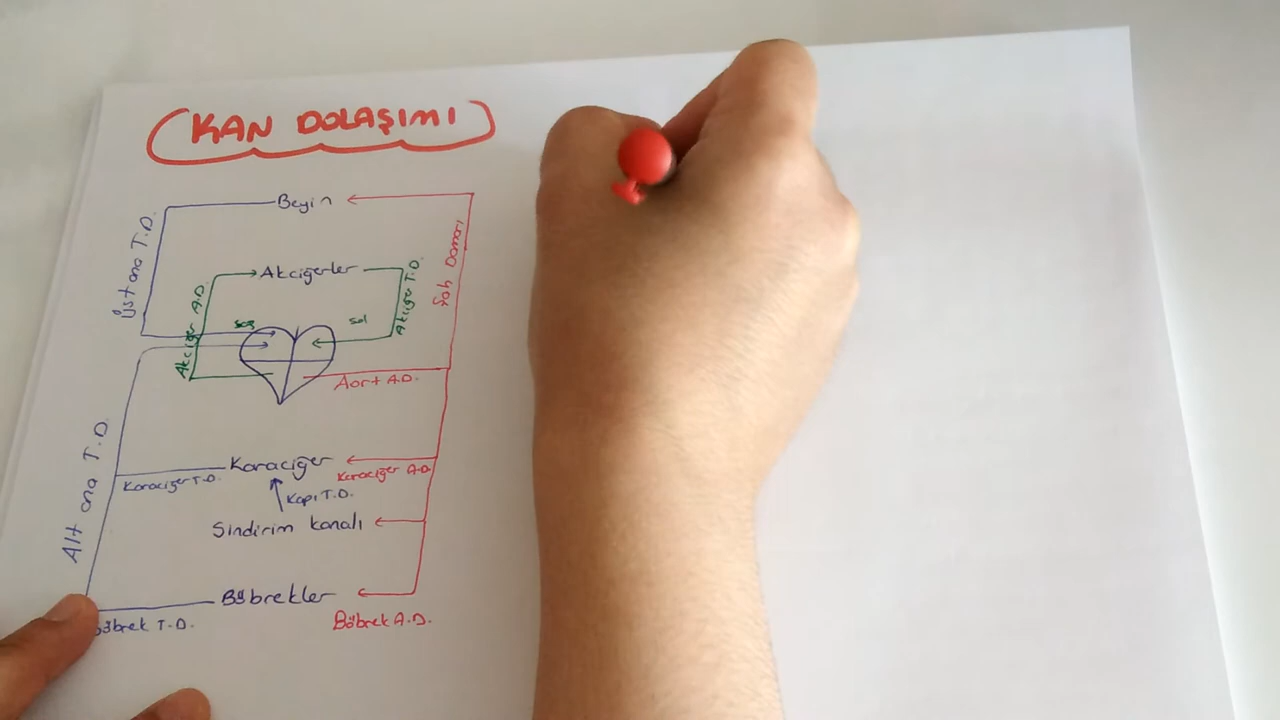 KAN DOLAŞIMI
Beyin
Üst ana T.D.
Şah Damarı
Akciğerler
Akciğer A.D.
Akciğer T.D.
sağ
sol
Aort A.D.
Alt ana T.D.
Karaciğer
Karaciğer T.D.
Karaciğer A.D.
Kapı T.D.
Sindirim kanalı
Böbrekler
Böbrek T.D.
Böbrek A.D.